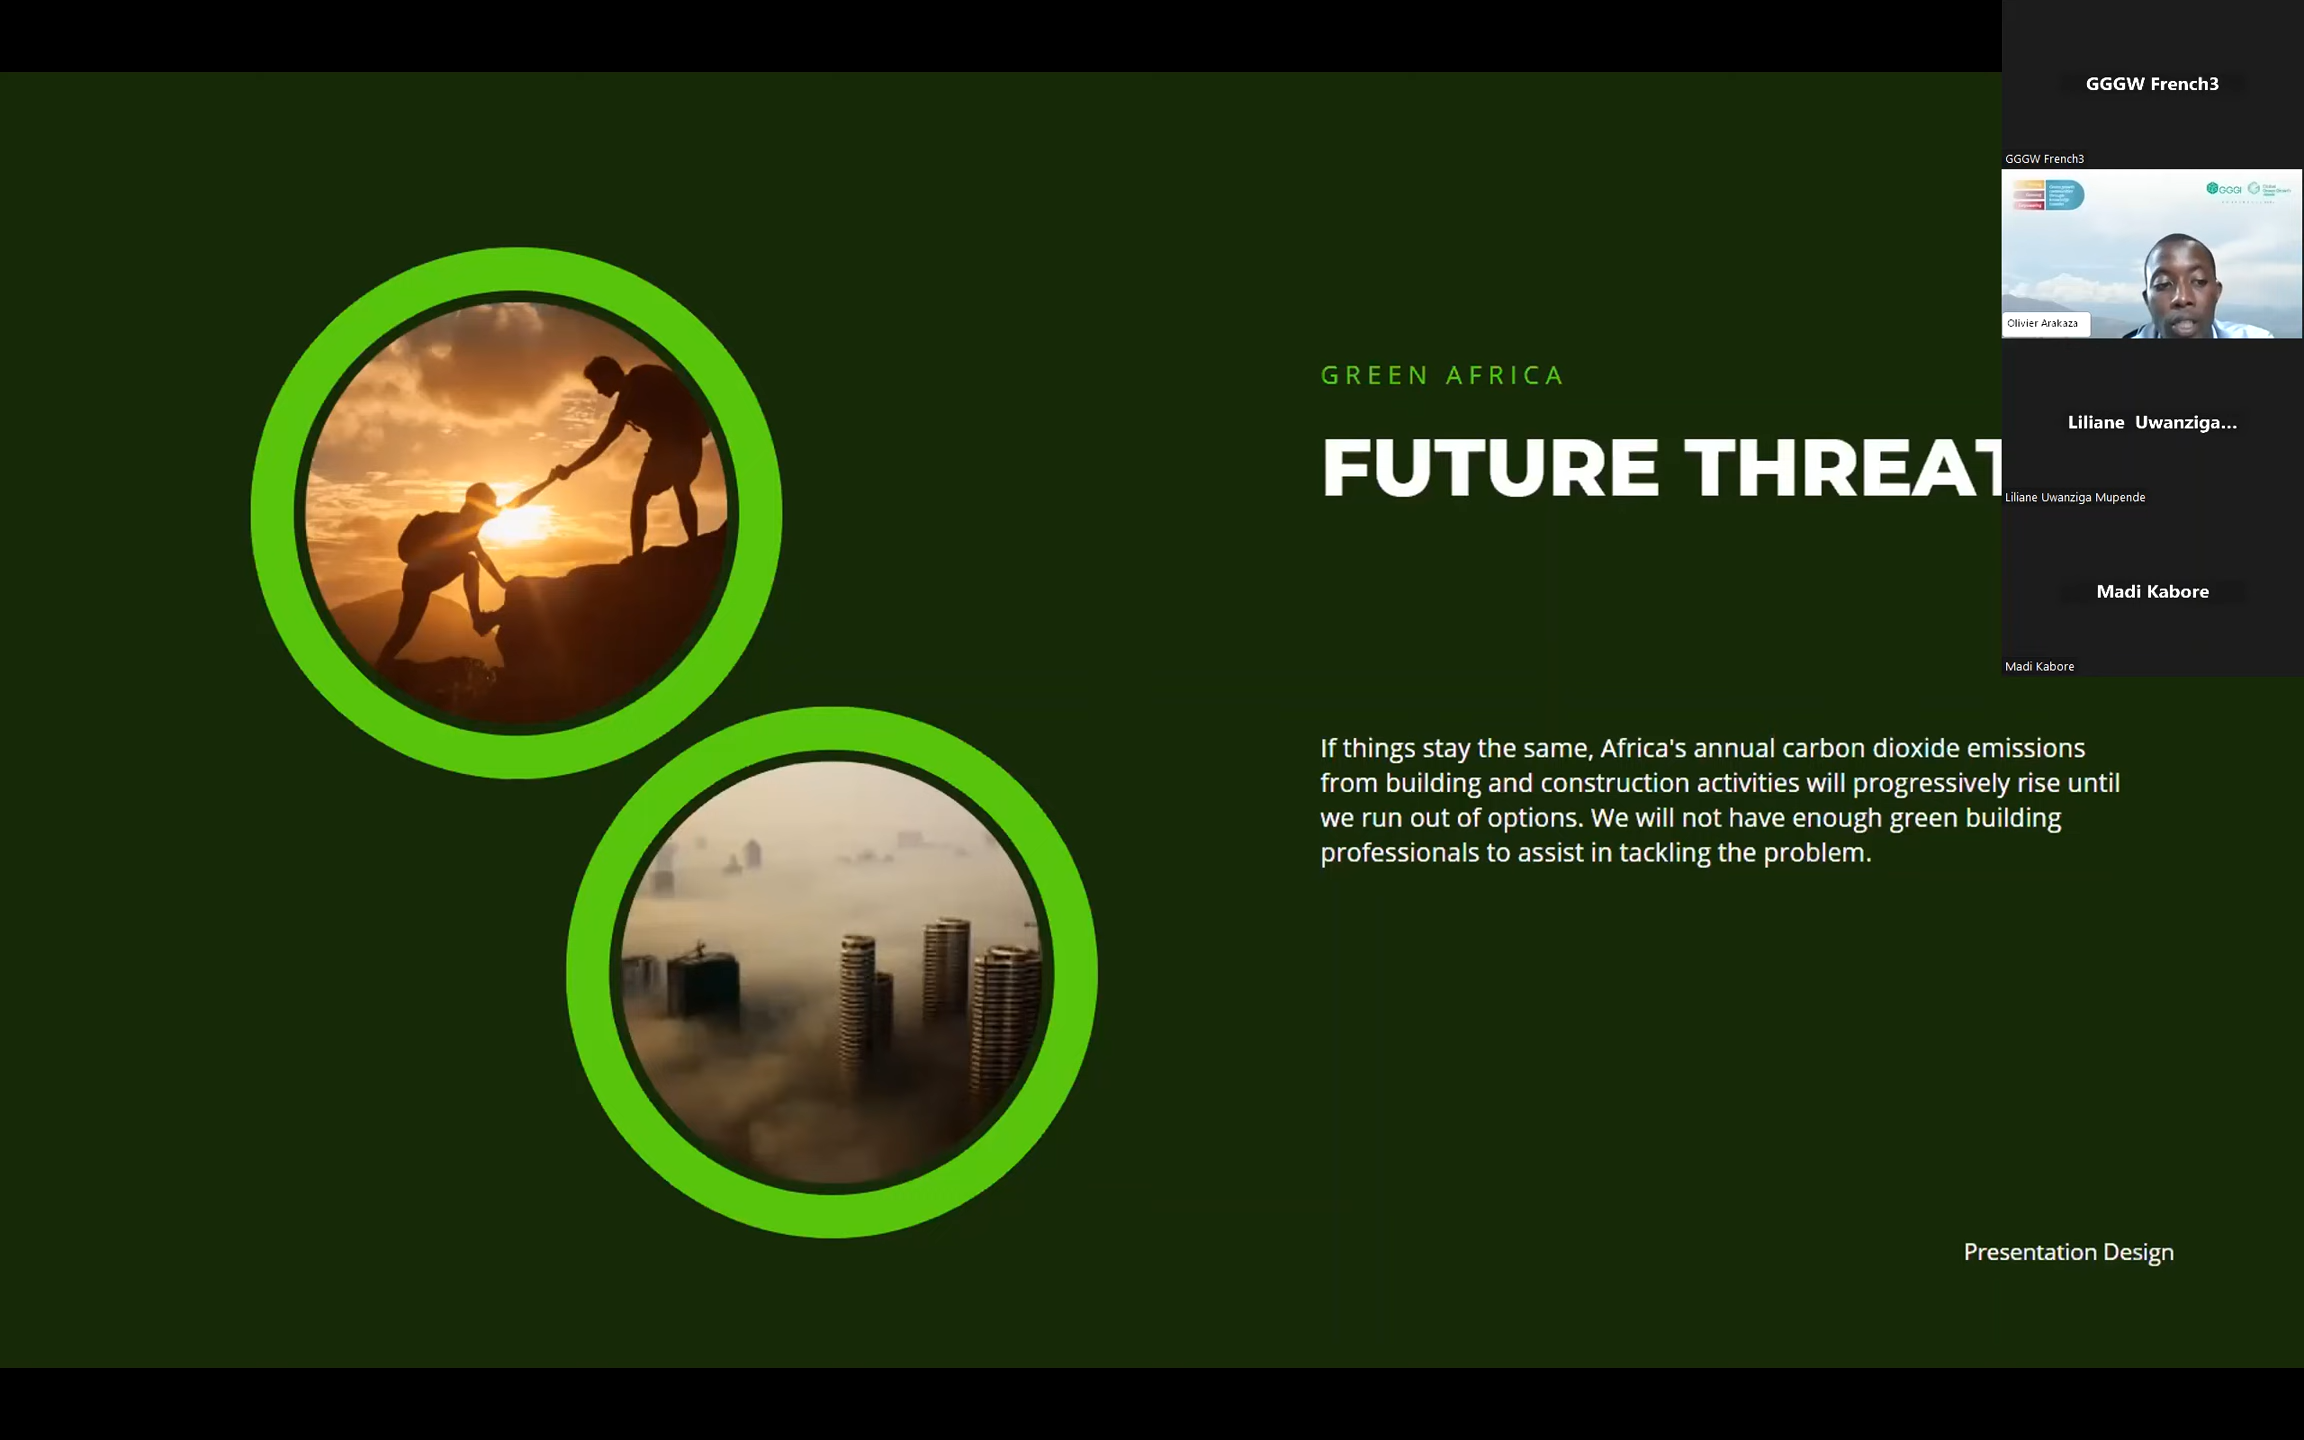 GGGW French3
GGGW French3
GGGI
Olivier Arakaza
GREEN AFRICA
FUTURE THREAT
Liliane Uwanziga...
Liliane Uwanziga Mupende
Madi Kabore
Madi Kabore
If things stay the same, Africa's annual carbon dioxide emissions
from building and construction activities will progressively rise until
we run out of options. We will not have enough green building
professionals to assist in tackling the problem.
Presentation Design